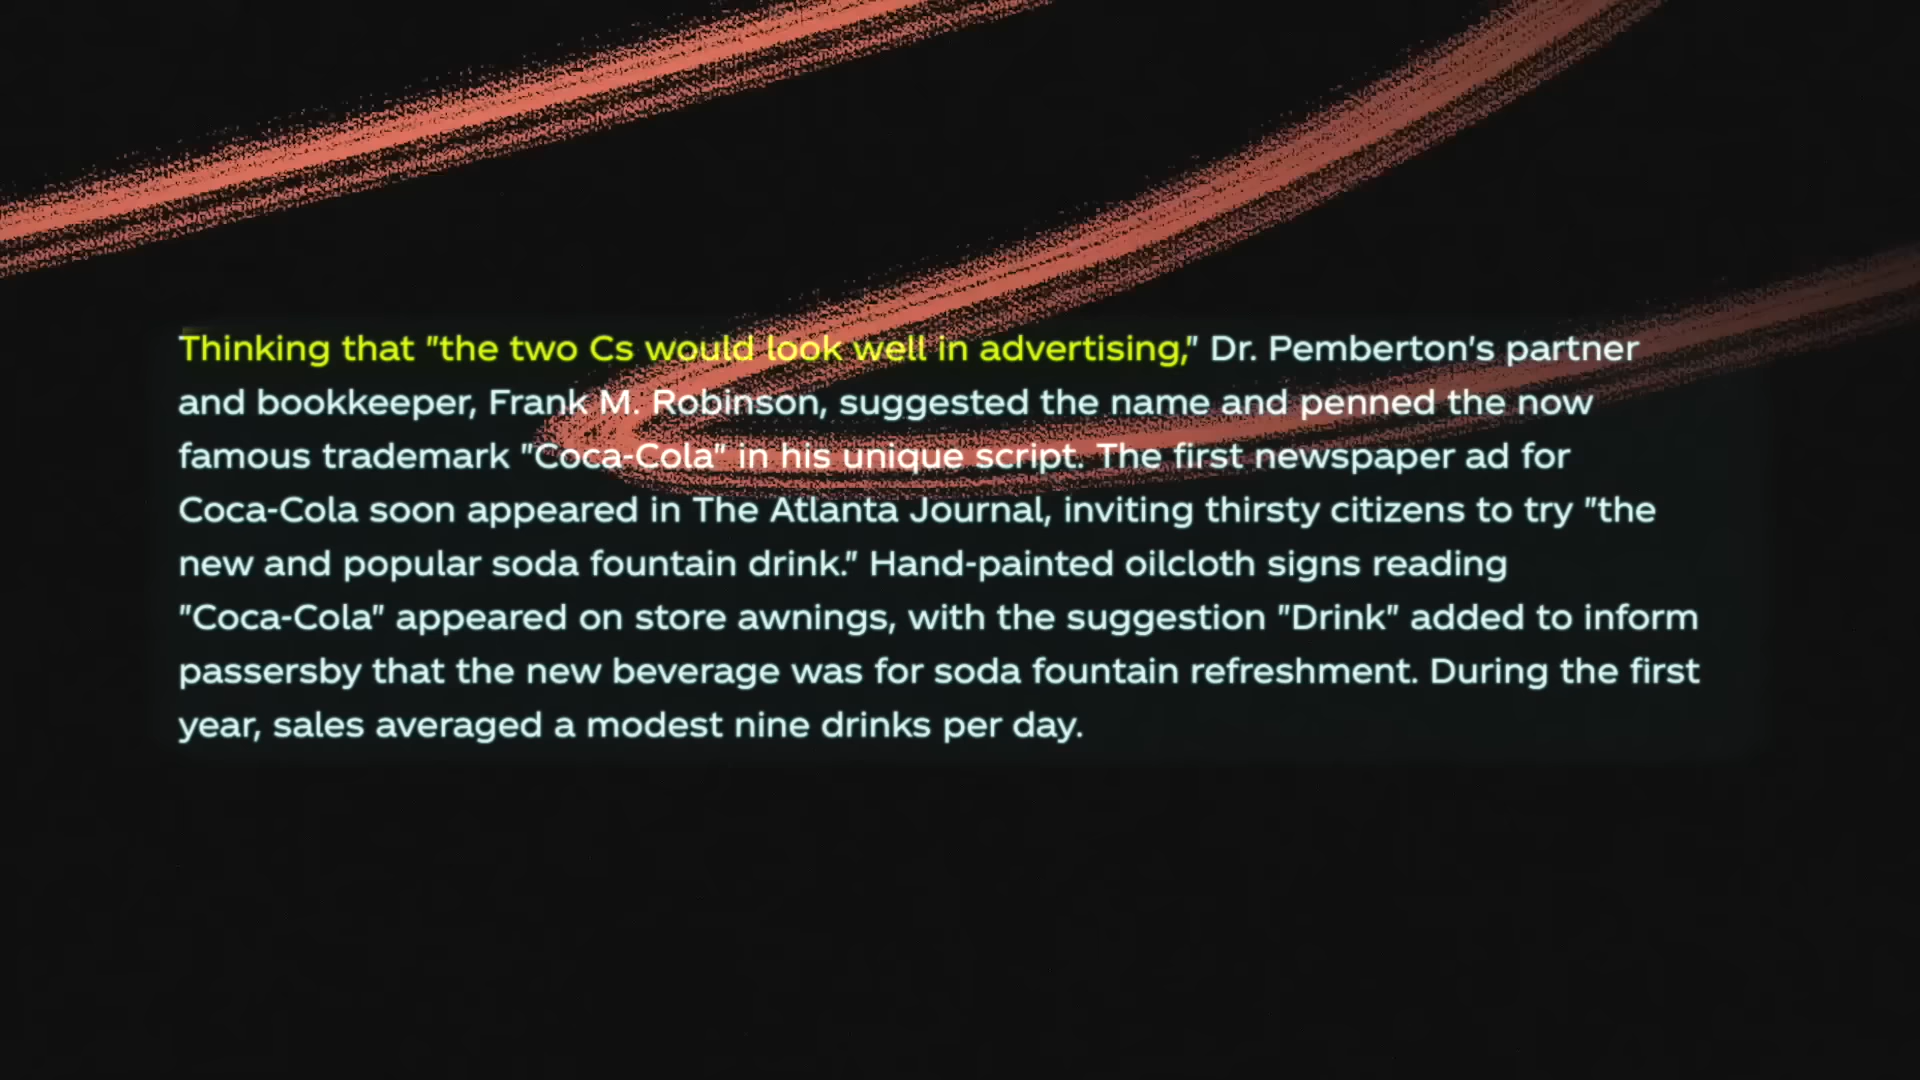 Thinking that "the two Cs would look well in advertising," Dr. Pemberton's partner
and bookkeeper, Frank M. Robinson, suggested the name and penned the now
famous trademark "Coca-Cola" in his unique script. The first newspaper ad for
Coca-Cola soon appeared in The Atlanta Journal, inviting thirsty citizens to try "the
new and popular soda fountain drink." Hand-painted oilcloth signs reading
"Coca-Cola" appeared on store awnings, with the suggestion "Drink" added to inform
passersby that the new beverage was for soda fountain refreshment. During the first
year, sales averaged a modest nine drinks per day.